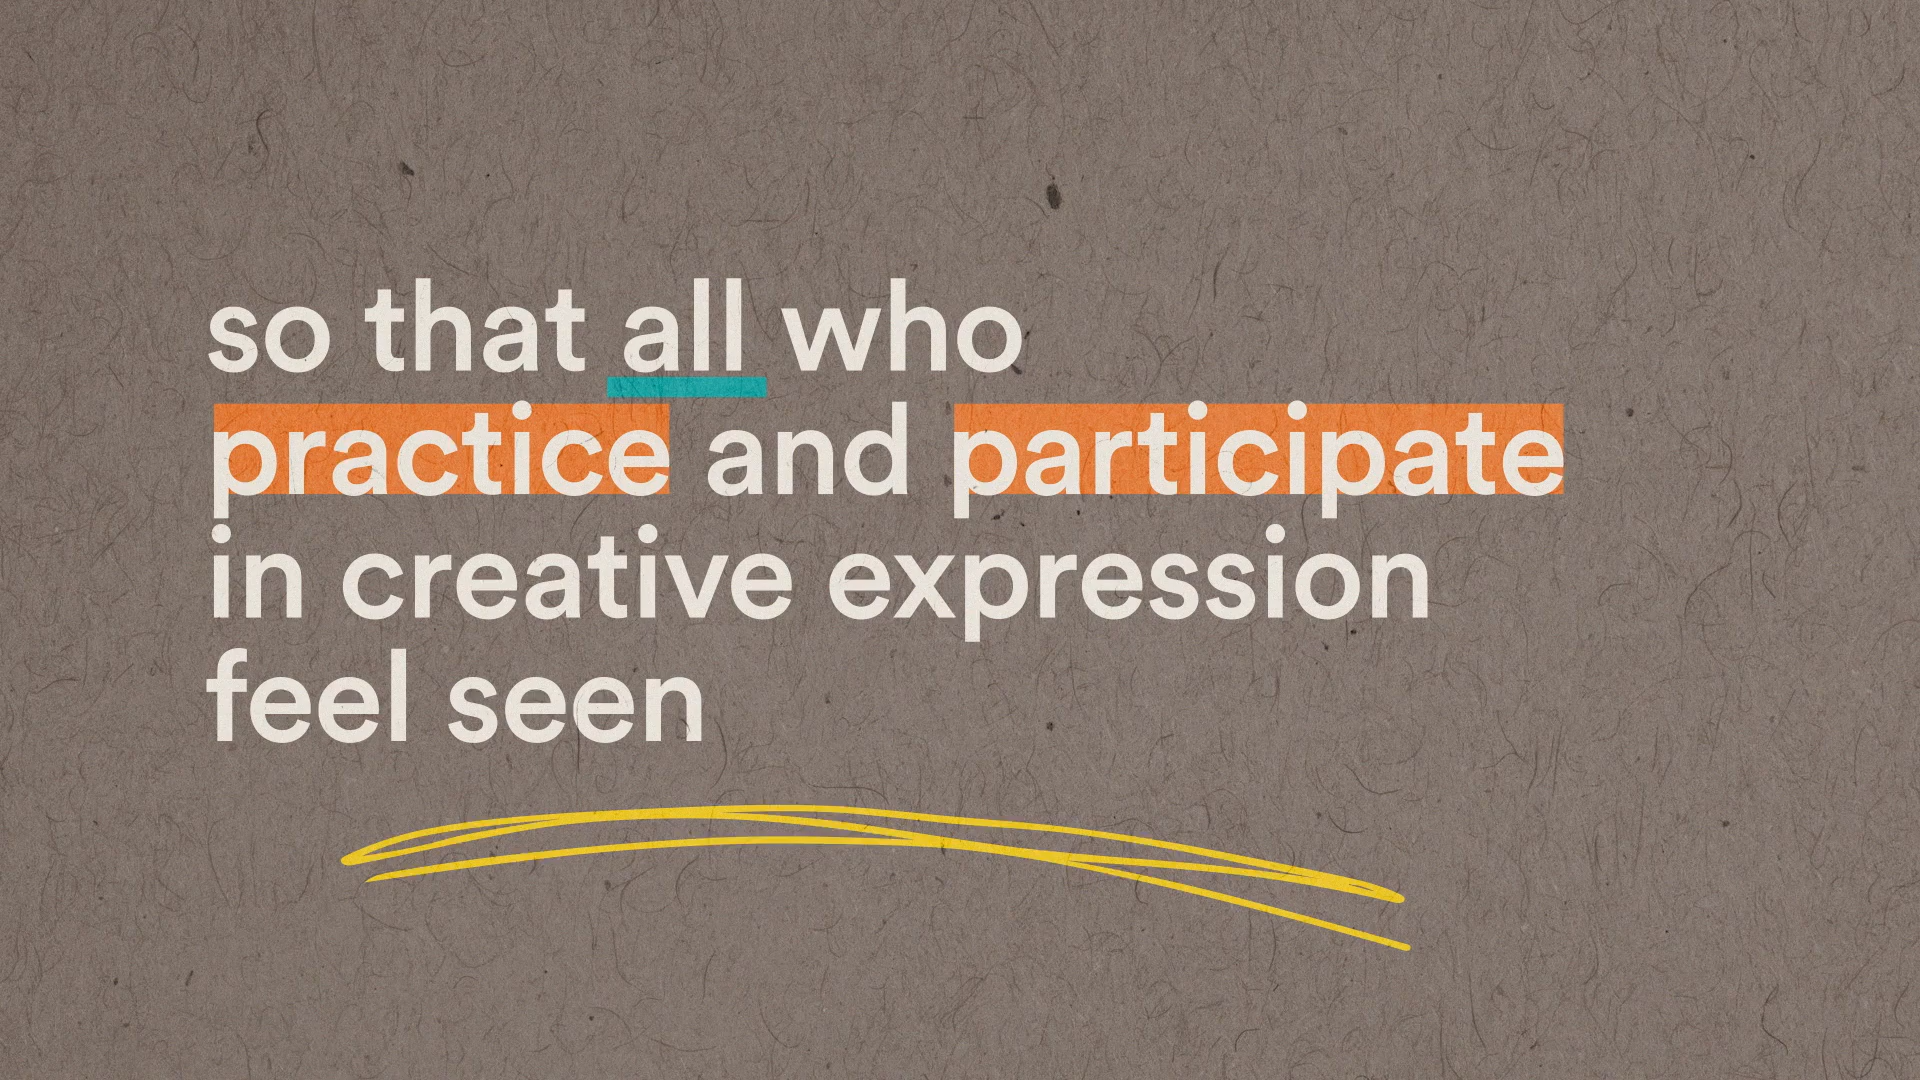 so that all who
practice and participate
in creative expression
feel seen